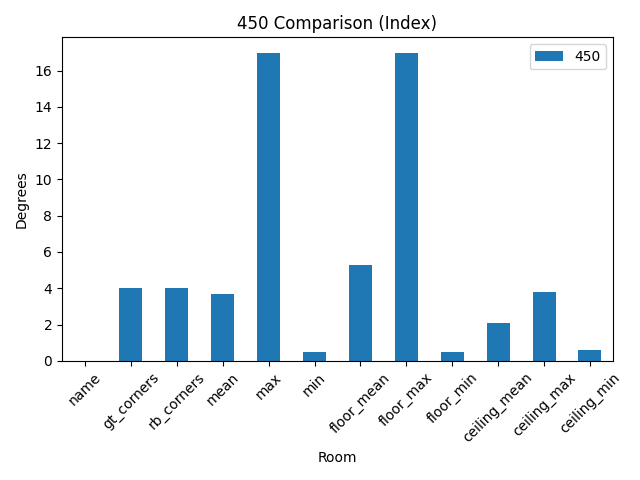 450 Comparison (Index)
450
Degrees
16
14
12
10
8
6
4
2
0
name
gt_corners
rb_corners
mean
max
min
floor_mean
floor_max
floor_min
ceiling_mean
ceiling_max
ceiling_min
Room